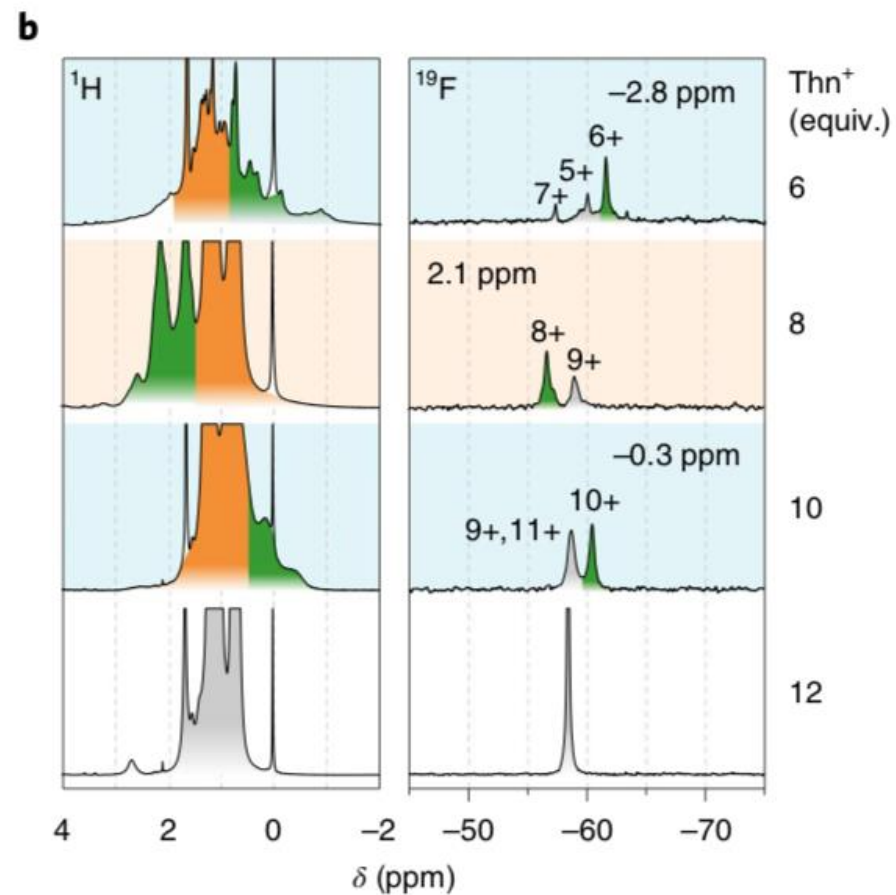 b
¹H
¹⁹F
Thn⁺
(equiv.)
−2.8 ppm
6+
5+
7+
6
2.1 ppm
8+
9+
8
−0.3 ppm
10+
9+,11+
10
12
4 2 0 −2
−50 −60 −70
δ (ppm)